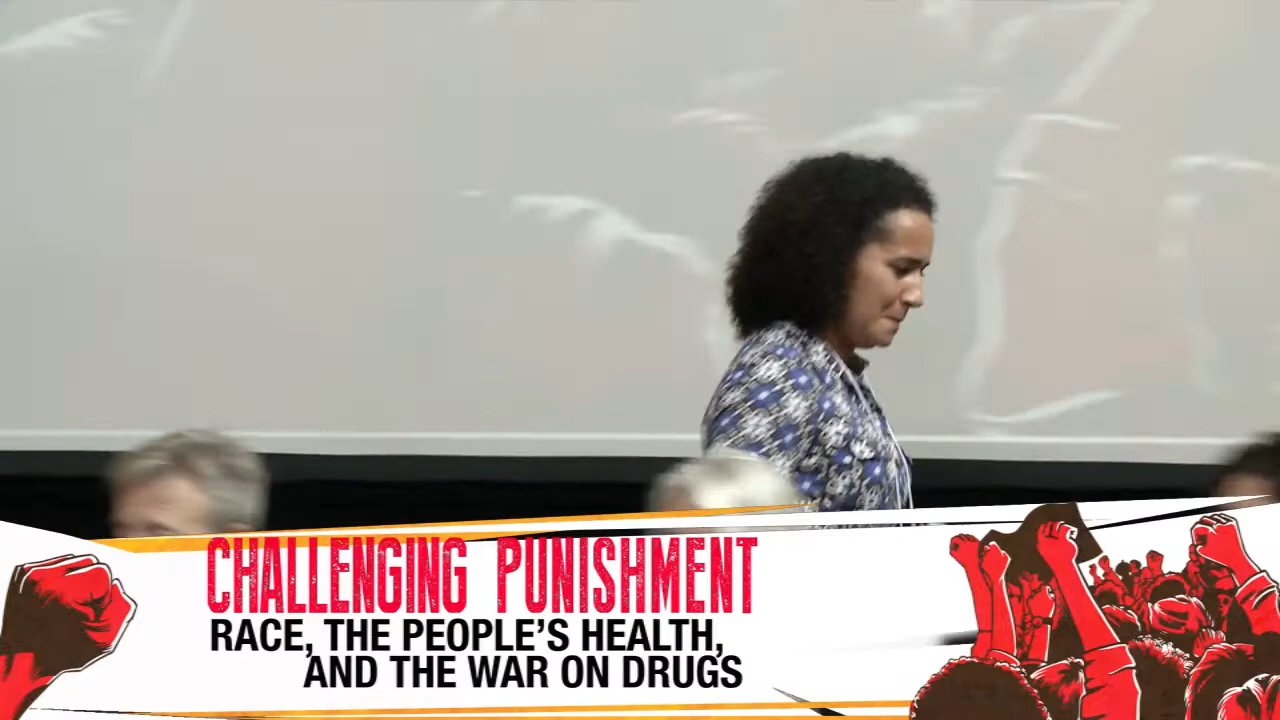 CHALLENGING PUNISHMENT
RACE, THE PEOPLE'S HEALTH,
AND THE WAR ON DRUGS